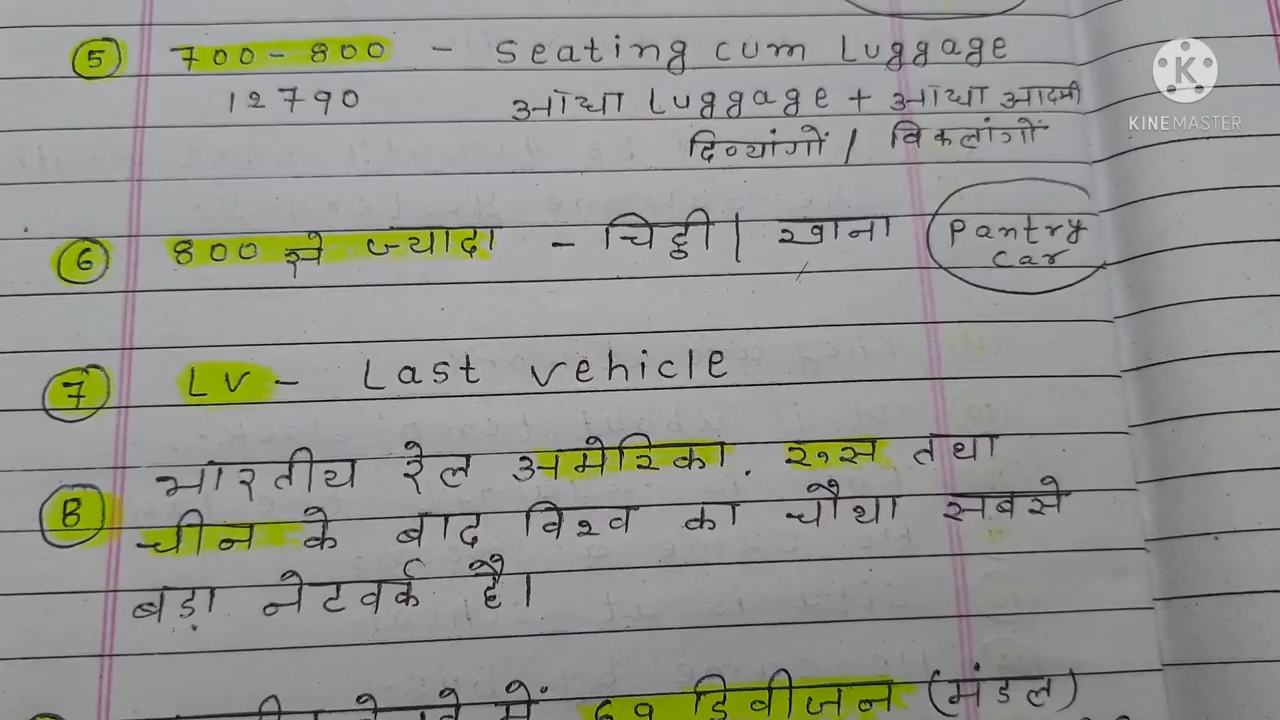 5 700-800 - Seating cum Luggage
12790 आधा Luggage + आधा आदमी
दिव्यांगों / विकलांगों
6 800 से ज्यादा - चिट्ठी / खाना Pantry car
7 LV - Last vehicle
भारतीय रेल अमेरिका, रूस तथा
8 चीन के बाद विश्व का चौथा सबसे
बड़ा नेटवर्क है।
में 69 डिवीजन (मंडल)
K
KINEMASTER